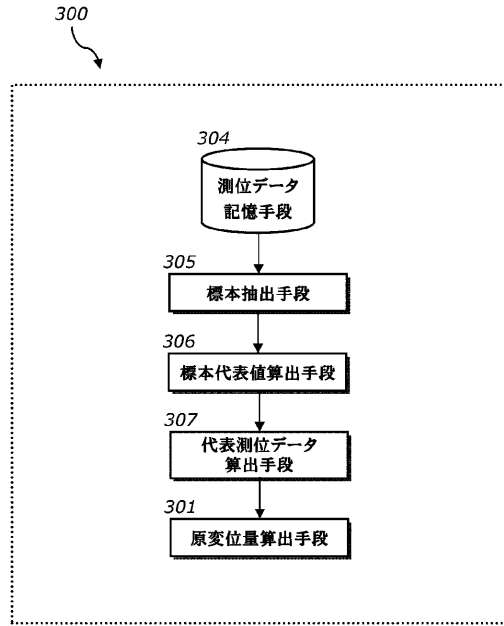 300
304
測位データ
記憶手段
305
標本抽出手段
306
標本代表値算出手段
307
代表測位データ
算出手段
301
原変位量算出手段